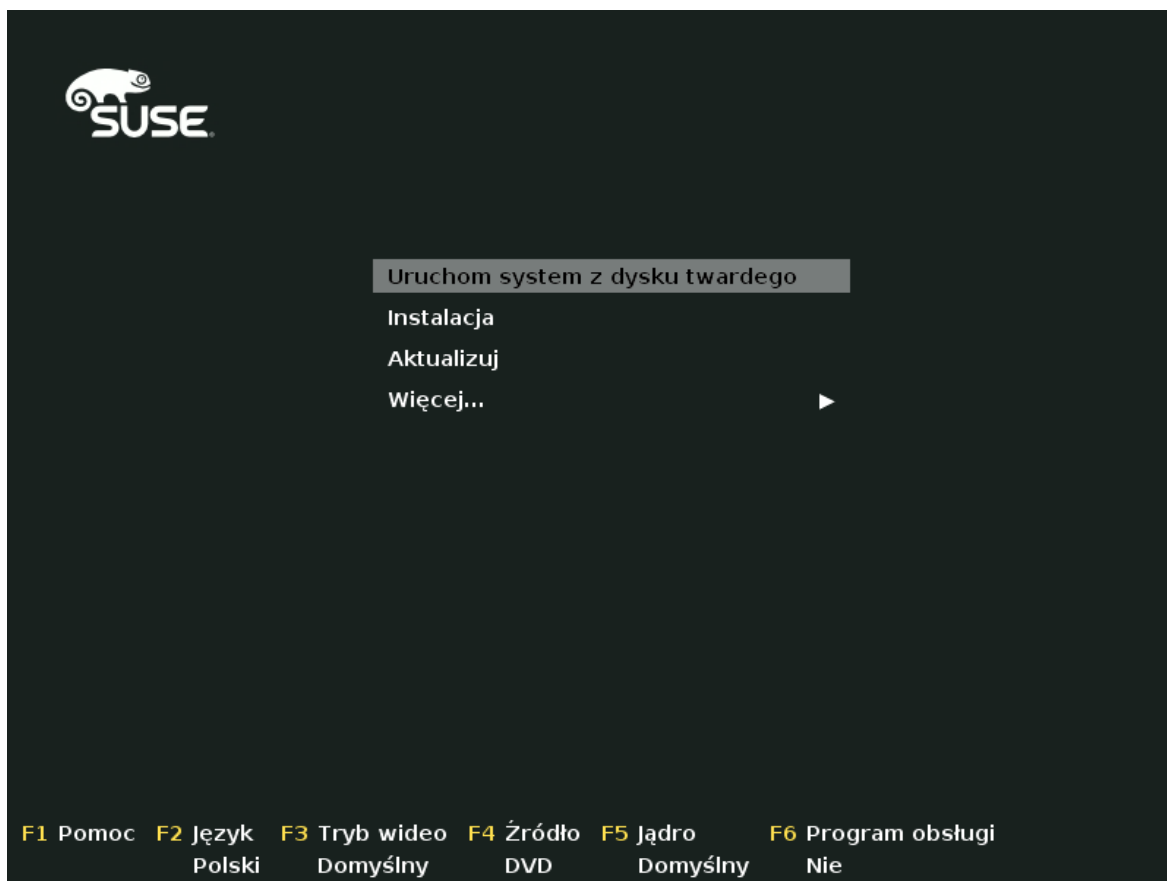 SUSE
Uruchom system z dysku twardego
Instalacja
Aktualizuj
Więcej...
F1 Pomoc F2 Język F3 Tryb wideo F4 Źródło F5 Jądro F6 Program obsługi
Polski Domyślny DVD Domyślny Nie